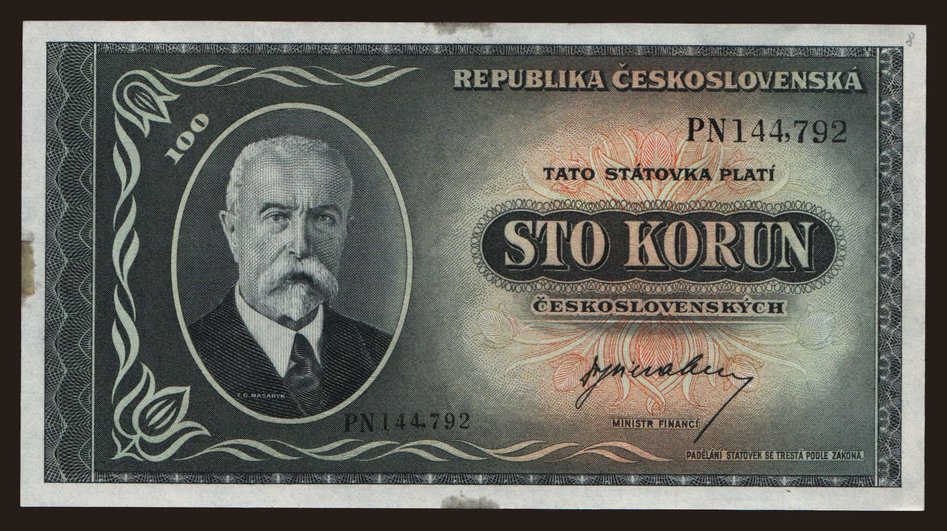 8
REPUBLIKA ČESKOSLOVENSKÁ
100
PN144,792
TATO STÁTOVKA PLATÍ
STO KORUN
ČESKOSLOVENSKÝCH
T. G. MASARYK
PN144,792
MINISTR FINANCÍ
PADĚLÁNÍ STÁTOVEK SE TRESTÁ PODLE ZÁKONA.